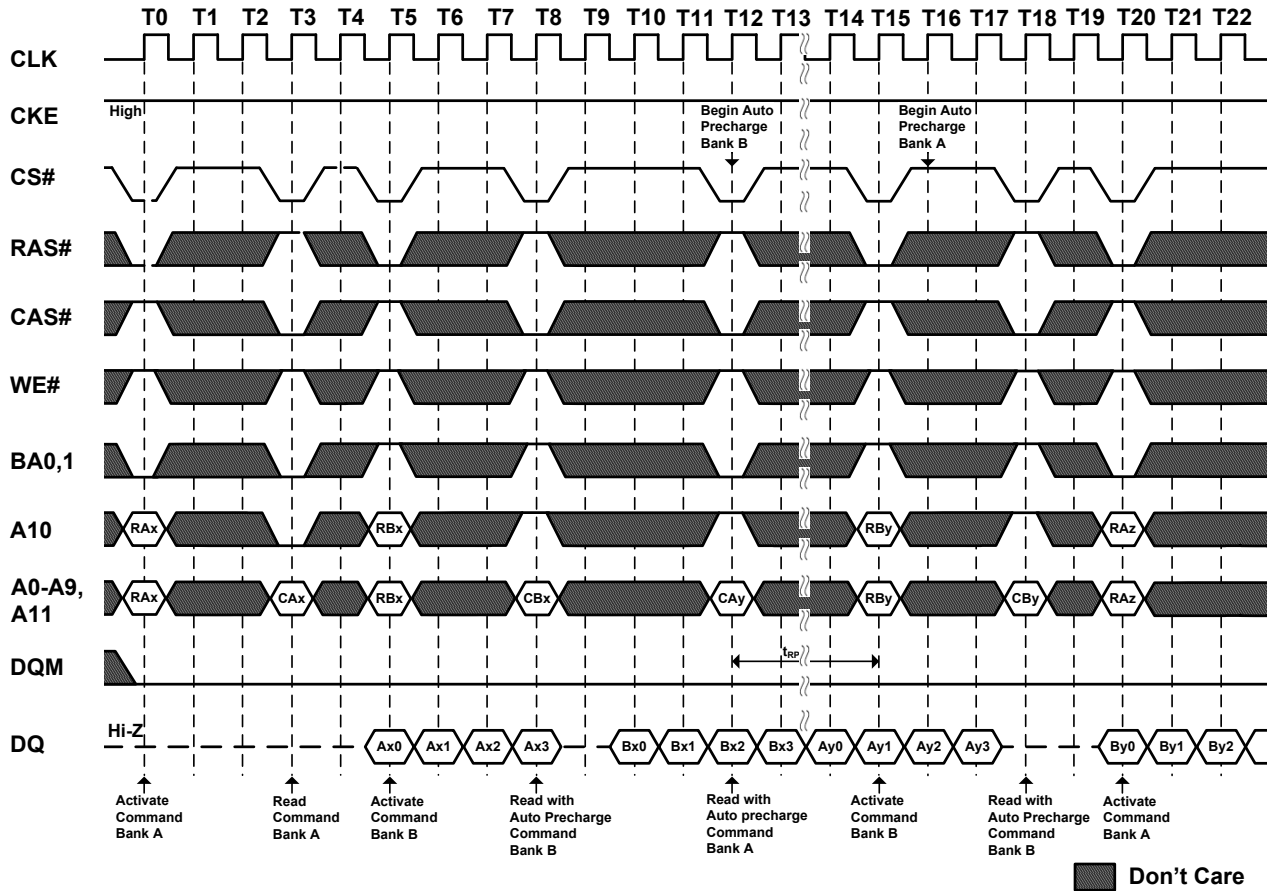 T0 T1 T2 T3 T4 T5 T6 T7 T8 T9 T10 T11 T12 T13 T14 T15 T16 T17 T18 T19 T20 T21 T22
CLK
CKE
High
Begin Auto
Precharge
Bank B
Begin Auto
Precharge
Bank A
CS#
RAS#
CAS#
WE#
BA0,1
A10
RAx RBx RBy RAz
A0-A9,
A11
RAx CAx RBx CBx CAy RBy CBy RAz
DQM
tRP
DQ
Hi-Z
Ax0 Ax1 Ax2 Ax3 Bx0 Bx1 Bx2 Bx3 Ay0 Ay1 Ay2 Ay3 By0 By1 By2
Activate
Command
Bank A
Read
Command
Bank A
Activate
Command
Bank B
Read with
Auto Precharge
Command
Bank B
Read with
Auto precharge
Command
Bank A
Activate
Command
Bank B
Read with
Auto Precharge
Command
Bank B
Activate
Command
Bank A
Don't Care